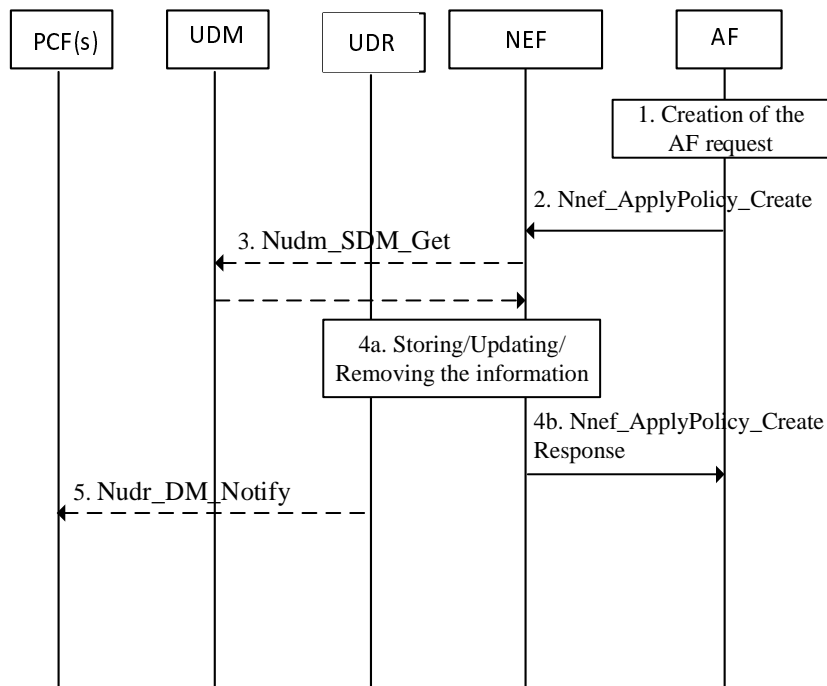 PCF(s)
UDM
UDR
NEF
AF
1. Creation of the
AF request
2. Nnef_ApplyPolicy_Create
3. Nudm_SDM_Get
4a. Storing/Updating/
Removing the information
4b. Nnef_ApplyPolicy_Create
Response
5. Nudr_DM_Notify